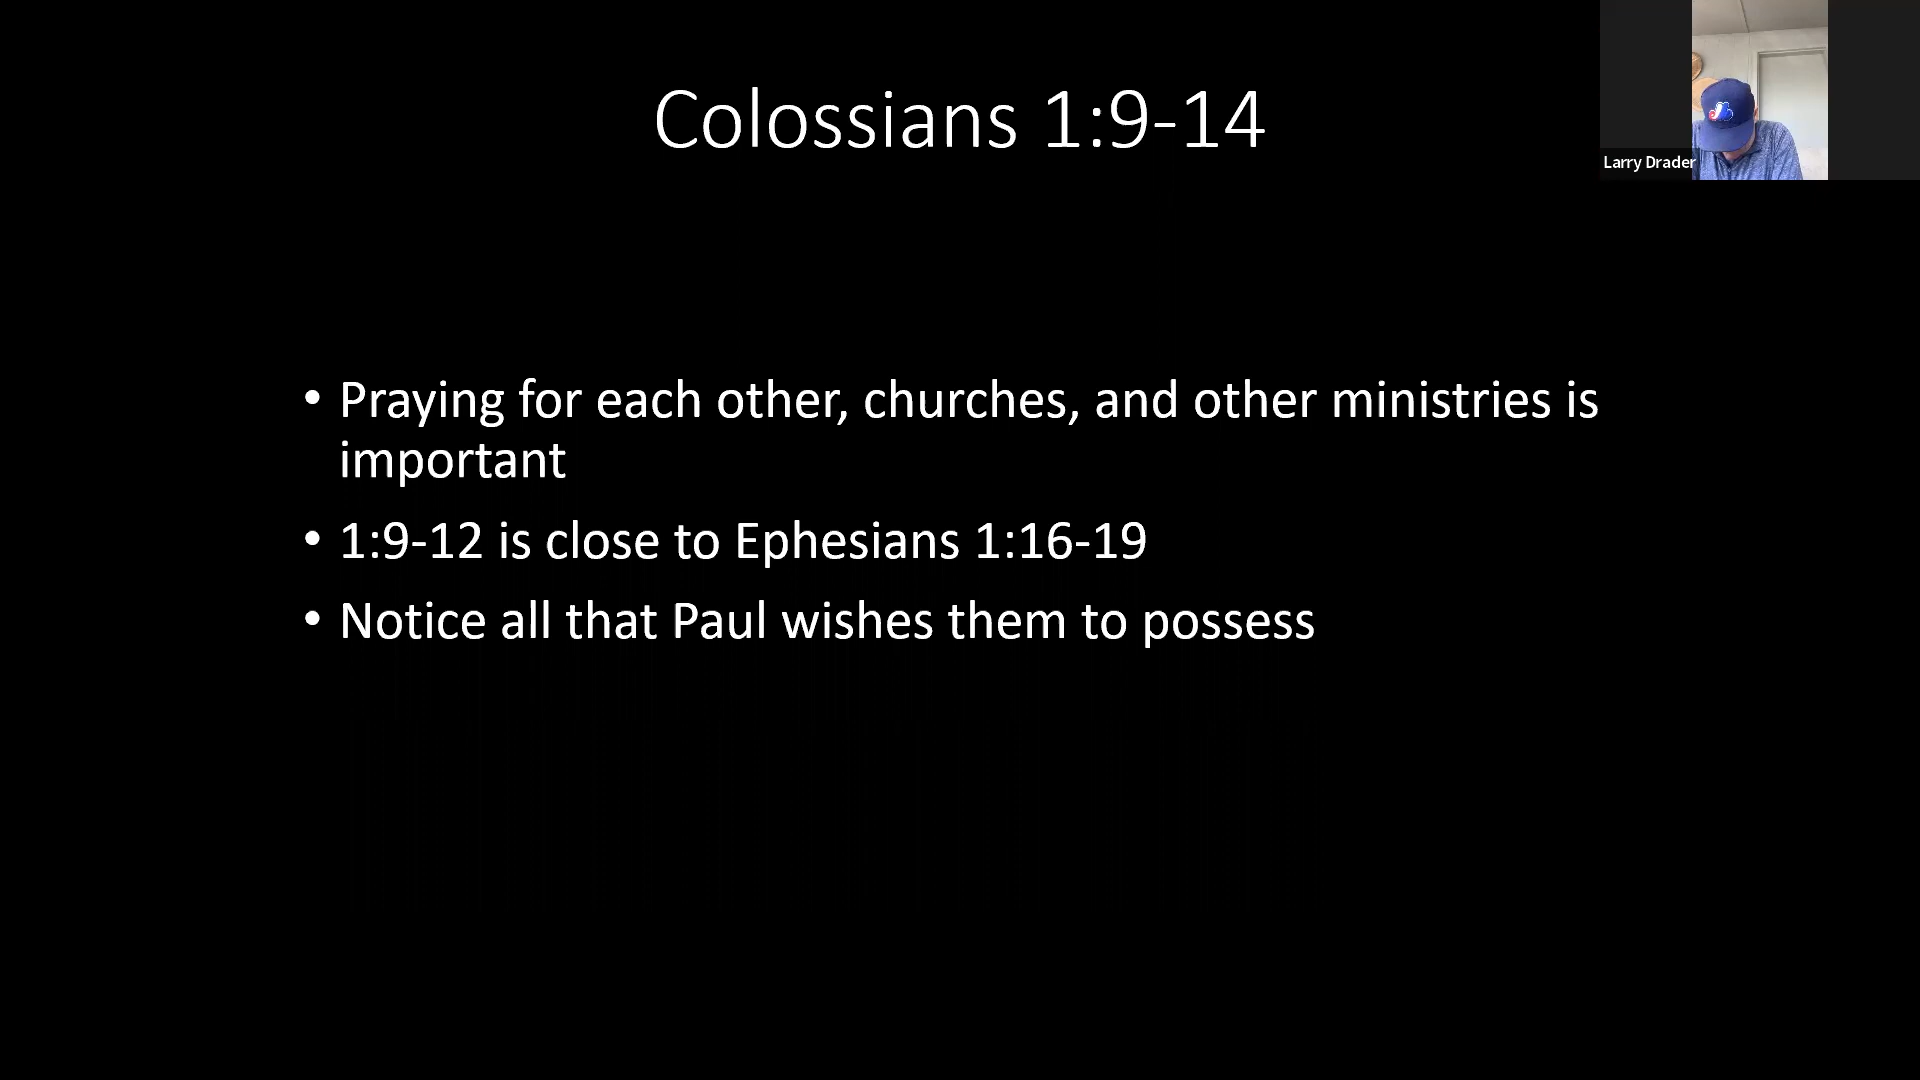 Colossians 1:9-14
Larry Drader
• Praying for each other, churches, and other ministries is
important
• 1:9-12 is close to Ephesians 1:16-19
• Notice all that Paul wishes them to possess